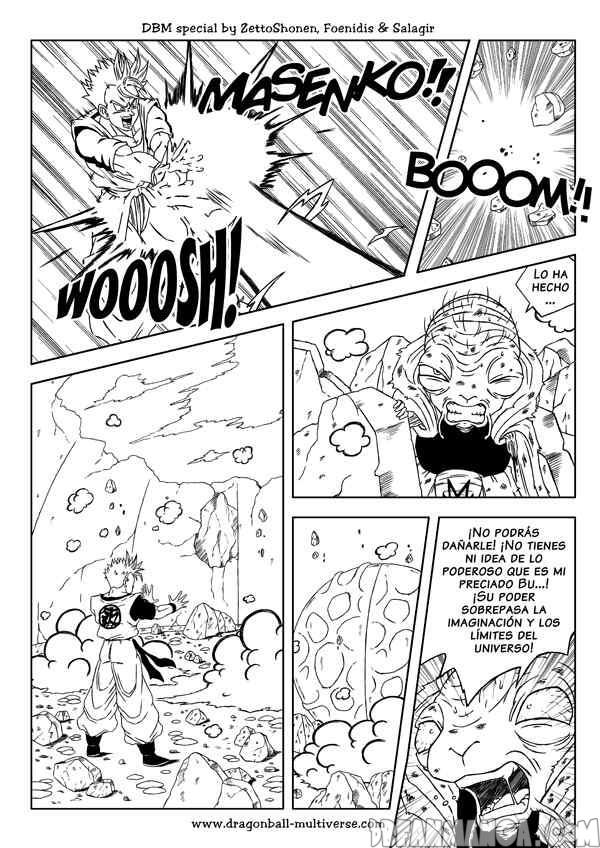 DBM special by ZettoShonen, Foenidis & Salagir
MASENKO!!
WOOOSH!
BOOOM!!
LO HA
HECHO
...
M
¡NO PODRÁS
DAÑARLE! ¡NO TIENES
NI IDEA DE LO
PODEROSO QUE ES MI
PRECIADO BU...!
¡SU PODER
SOBREPASA LA
IMAGINACIÓN Y LOS
LÍMITES DEL
UNIVERSO!
www.dragonball-multiverse.com
DREAMMANGA.COM